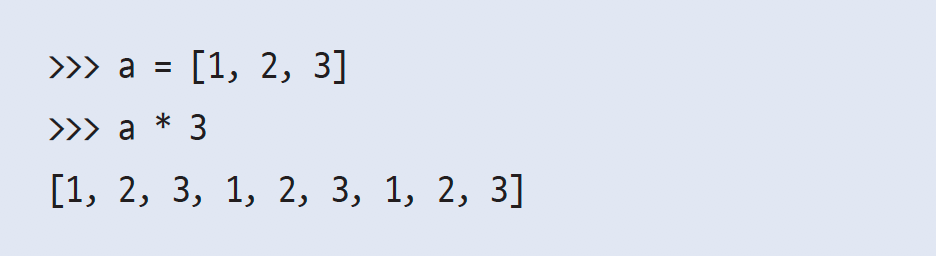 >>> a = [1, 2, 3]
>>> a * 3
[1, 2, 3, 1, 2, 3, 1, 2, 3]